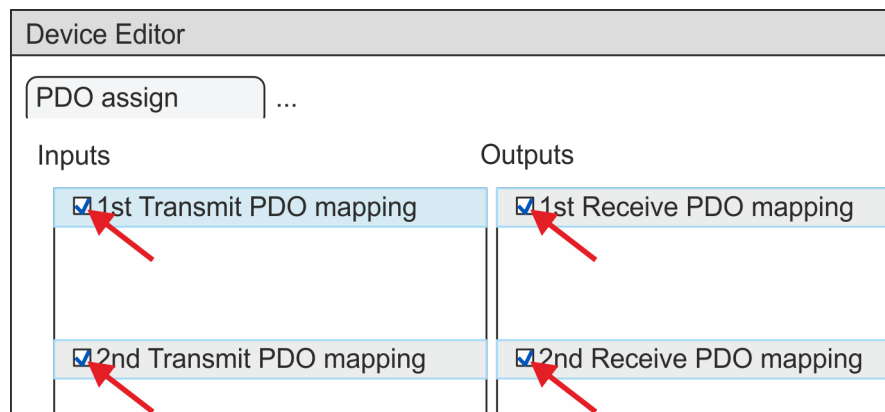 Device Editor
PDO assign ...
Inputs
Outputs
1st Transmit PDO mapping
1st Receive PDO mapping
2nd Transmit PDO mapping
2nd Receive PDO mapping